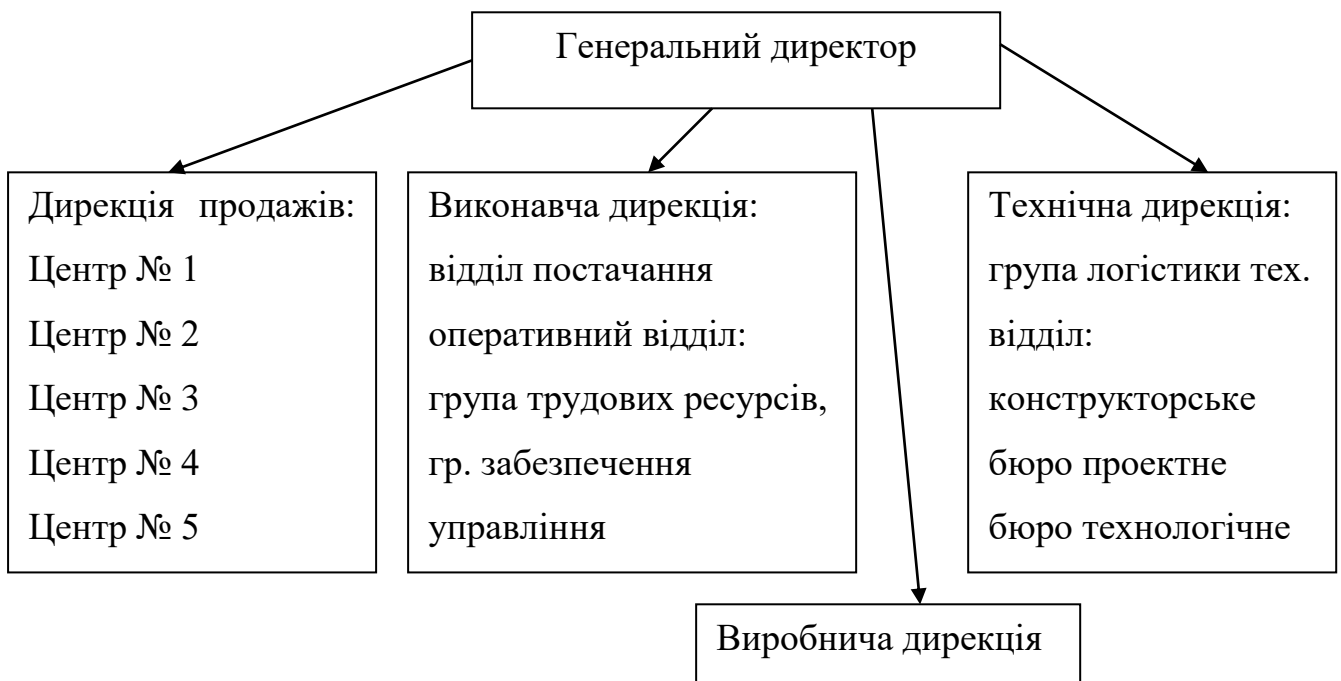 Генеральний директор
Дирекція продажів:
Центр № 1
Центр № 2
Центр № 3
Центр № 4
Центр № 5
Виконавча дирекція:
відділ постачання
оперативний відділ:
група трудових ресурсів,
гр. забезпечення
управління
Технічна дирекція:
група логістики тех.
відділ:
конструкторське
бюро проектне
бюро технологічне
Виробнича дирекція